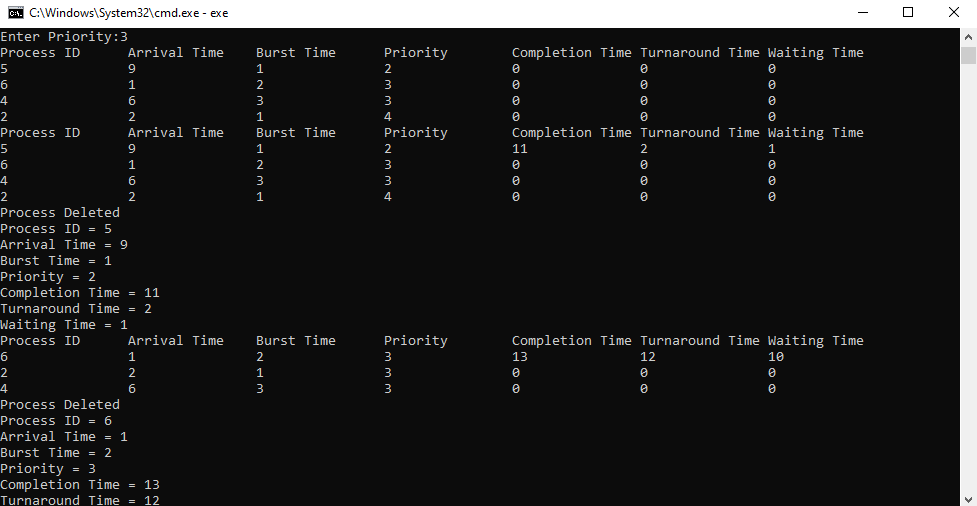 C:\Windows\System32\cmd.exe - exe
Enter Priority:3
Process ID Arrival Time Burst Time Priority Completion Time Turnaround Time Waiting Time
5 9 1 2 0 0 0
6 1 2 3 0 0 0
4 6 3 3 0 0 0
2 2 1 4 0 0 0
Process ID Arrival Time Burst Time Priority Completion Time Turnaround Time Waiting Time
5 9 1 2 11 2 1
6 1 2 3 0 0 0
4 6 3 3 0 0 0
2 2 1 4 0 0 0
Process Deleted
Process ID = 5
Arrival Time = 9
Burst Time = 1
Priority = 2
Completion Time = 11
Turnaround Time = 2
Waiting Time = 1
Process ID Arrival Time Burst Time Priority Completion Time Turnaround Time Waiting Time
6 1 2 3 13 12 10
2 2 1 3 0 0 0
4 6 3 3 0 0 0
Process Deleted
Process ID = 6
Arrival Time = 1
Burst Time = 2
Priority = 3
Completion Time = 13
Turnaround Time = 12